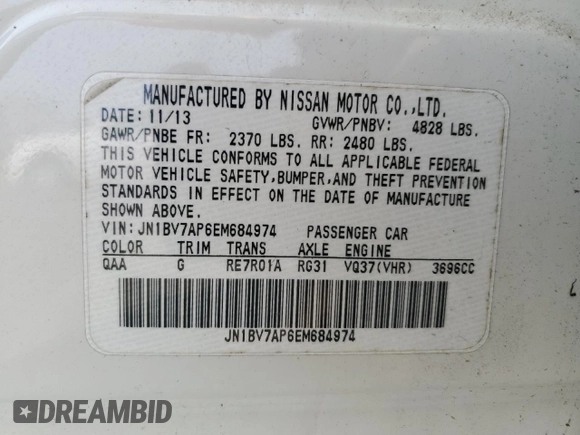 MANUFACTURED BY NISSAN MOTOR CO.,LTD.
DATE: 11/13 GVWR/PNBV: 4828 LBS.
GAWR/PNBE FR: 2370 LBS. RR: 2480 LBS.
THIS VEHICLE CONFORMS TO ALL APPLICABLE FEDERAL
MOTOR VEHICLE SAFETY,BUMPER,AND THEFT PREVENTION
STANDARDS IN EFFECT ON THE DATE OF MANUFACTURE
SHOWN ABOVE.
VIN: JN1BV7AP6EM684974 PASSENGER CAR
COLOR TRIM TRANS AXLE ENGINE
QAA G RE7R01A RG31 VQ37(VHR) 3696CC
JN1BV7AP6EM684974
DREAMBID